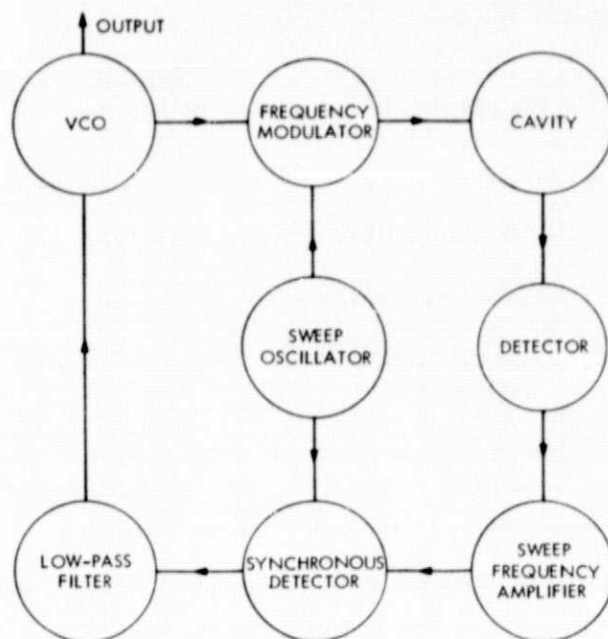 OUTPUT
VCO
FREQUENCY
MODULATOR
CAVITY
SWEEP
OSCILLATOR
DETECTOR
LOW-PASS
FILTER
SYNCHRONOUS
DETECTOR
SWEEP
FREQUENCY
AMPLIFIER